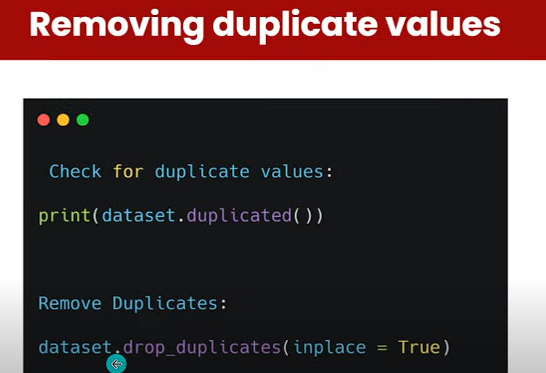 Removing duplicate values
Check for duplicate values:
print(dataset.duplicated())
Remove Duplicates:
dataset.drop_duplicates(inplace = True)